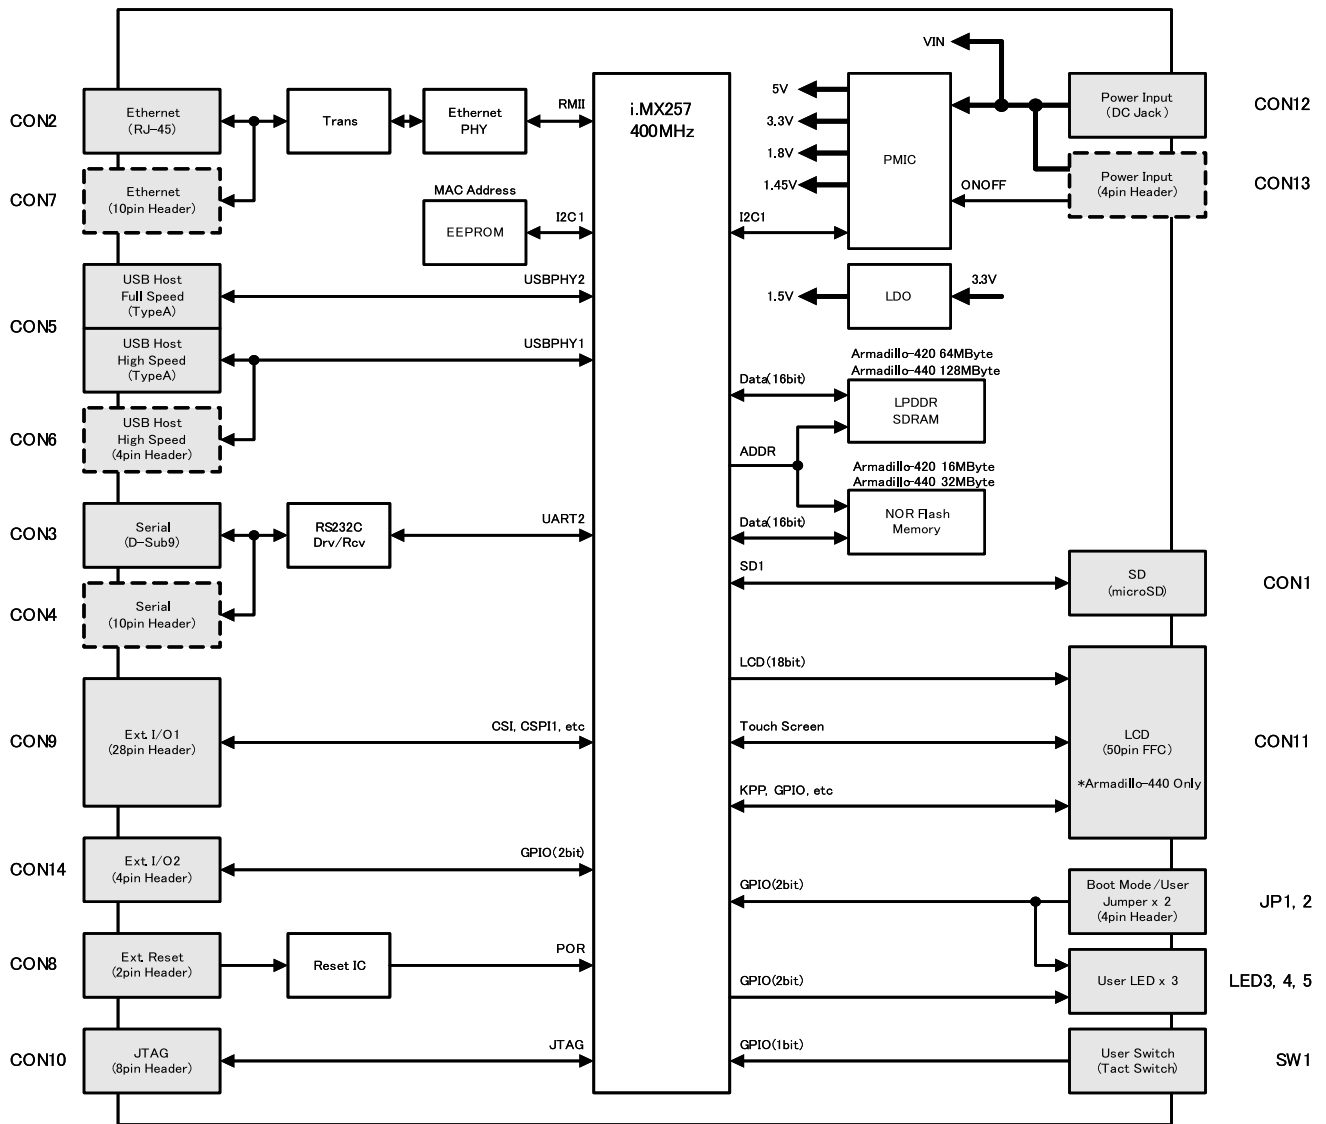 VIN
CON2
Ethernet
(RJ-45)
Trans
Ethernet
PHY
RMII
i.MX257
400MHz
5V
3.3V
1.8V
1.45V
PMIC
Power Input
(DC Jack)
CON12
CON7
Ethernet
(10pin Header)
MAC Address
EEPROM
I2C1
I2C1
ONOFF
Power Input
(4pin Header)
CON13
CON5
USB Host
Full Speed
(TypeA)
USBPHY2
1.5V
LDO
3.3V
USB Host
High Speed
(TypeA)
USBPHY1
Armadillo-420 64MByte
Armadillo-440 128MByte
Data(16bit)
LPDDR
SDRAM
CON6
USB Host
High Speed
(4pin Header)
ADDR
Armadillo-420 16MByte
Armadillo-440 32MByte
NOR Flash
Memory
Data(16bit)
CON3
Serial
(D-Sub9)
RS232C
Drv/Rcv
UART2
SD1
SD
(microSD)
CON1
CON4
Serial
(10pin Header)
LCD(18bit)
CON9
Ext. I/O1
(28pin Header)
CSI, CSPI1, etc
Touch Screen
LCD
(50pin FFC)
*Armadillo-440 Only
CON11
KPP, GPIO, etc
CON14
Ext. I/O2
(4pin Header)
GPIO(2bit)
GPIO(2bit)
Boot Mode/User
Jumper x 2
(4pin Header)
JP1, 2
CON8
Ext. Reset
(2pin Header)
Reset IC
POR
GPIO(2bit)
User LED x 3
LED3, 4, 5
CON10
JTAG
(8pin Header)
JTAG
GPIO(1bit)
User Switch
(Tact Switch)
SW1